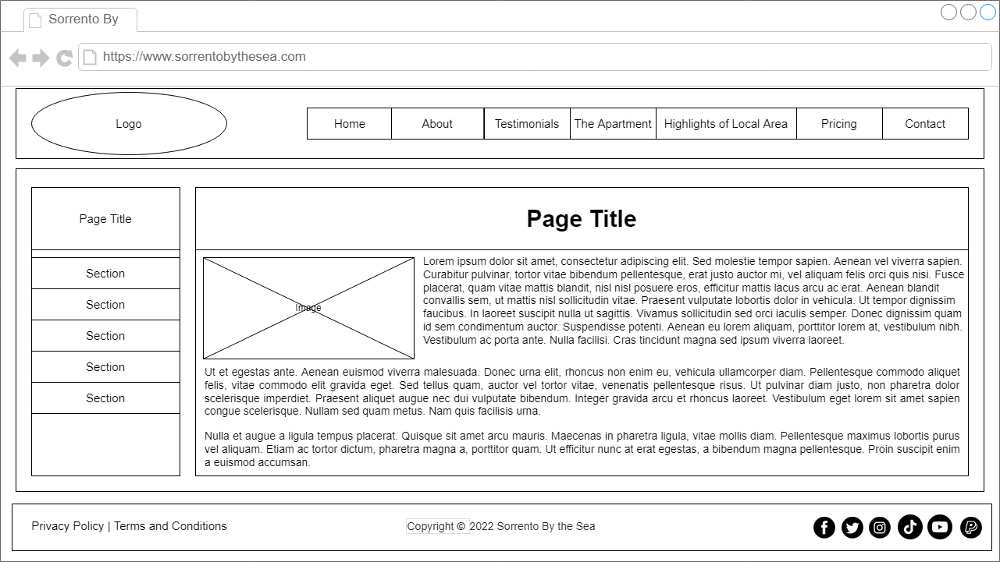 Sorrento By
https://www.sorrentobythesea.com
Logo
Home
About
Testimonials
The Apartment
Highlights of Local Area
Pricing
Contact
Page Title
Section
Section
Section
Section
Section
Page Title
Image
Lorem ipsum dolor sit amet, consectetur adipiscing elit. Sed molestie tempor sapien. Aenean vel viverra sapien.
Curabitur pulvinar, tortor vitae bibendum pellentesque, erat justo auctor mi, vel aliquam felis orci quis nisi. Fusce
placerat, quam vitae mattis blandit, nisl nisl posuere eros, efficitur mattis lacus arcu ac erat. Aenean blandit
convallis sem, ut mattis nisl sollicitudin vitae. Praesent vulputate lobortis dolor in vehicula. Ut tempor dignissim
faucibus. In laoreet suscipit nulla ut sagittis. Vivamus sollicitudin sed orci iaculis semper. Donec dignissim quam
id sem condimentum auctor. Suspendisse potenti. Aenean eu lorem aliquam, porttitor lorem at, vestibulum nibh.
Vestibulum ac porta ante. Nulla facilisi. Cras tincidunt magna sed ipsum viverra laoreet.
Ut et egestas ante. Aenean euismod viverra malesuada. Donec urna elit, rhoncus non enim eu, vehicula ullamcorper diam. Pellentesque commodo aliquet
felis, vitae commodo elit gravida eget. Sed tellus quam, auctor vel tortor vitae, venenatis pellentesque risus. Ut pulvinar diam justo, non pharetra dolor
scelerisque imperdiet. Praesent aliquet augue nec dui vulputate bibendum. Integer gravida arcu et rhoncus laoreet. Vestibulum eget lorem sit amet sapien
congue scelerisque. Nullam sed quam metus. Nam quis facilisis urna.
Nulla et augue a ligula tempus placerat. Quisque sit amet arcu mauris. Maecenas in pharetra ligula, vitae mollis diam. Pellentesque maximus lobortis purus
vel aliquam. Etiam ac tortor dictum, pharetra magna a, porttitor quam. Ut efficitur nunc at erat egestas, a bibendum magna pellentesque. Proin suscipit enim
a euismod accumsan.
Privacy Policy | Terms and Conditions
Copyright © 2022 Sorrento By the Sea